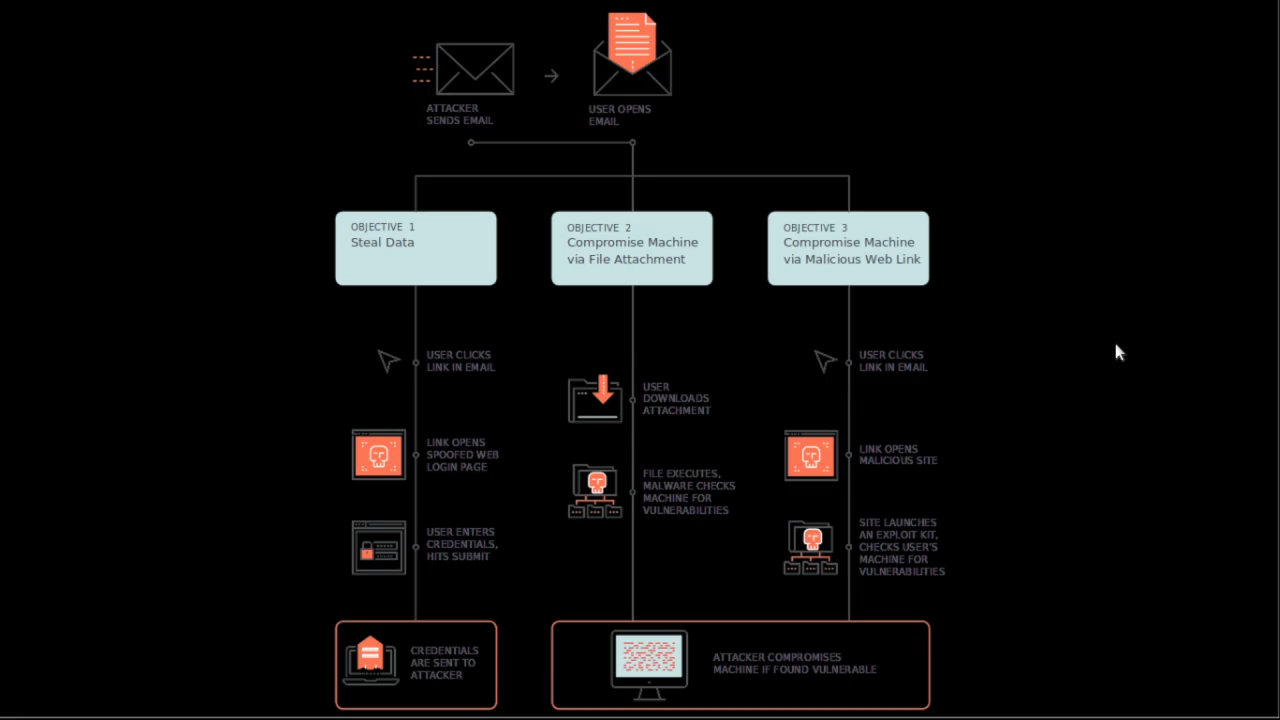 ATTACKER
SENDS EMAIL
USER OPENS
EMAIL
OBJECTIVE 1
Steal Data
OBJECTIVE 2
Compromise Machine
via File Attachment
OBJECTIVE 3
Compromise Machine
via Malicious Web Link
USER CLICKS
LINK IN EMAIL
LINK OPENS
SPOOFED WEB
LOGIN PAGE
USER ENTERS
CREDENTIALS,
HITS SUBMIT
CREDENTIALS
ARE SENT TO
ATTACKER
USER
DOWNLOADS
ATTACHMENT
FILE EXECUTES,
MALWARE CHECKS
MACHINE FOR
VULNERABILITIES
USER CLICKS
LINK IN EMAIL
LINK OPENS
MALICIOUS SITE
SITE LAUNCHES
AN EXPLOIT KIT,
CHECKS USER'S
MACHINE FOR
VULNERABILITIES
ATTACKER COMPROMISES
MACHINE IF FOUND VULNERABLE